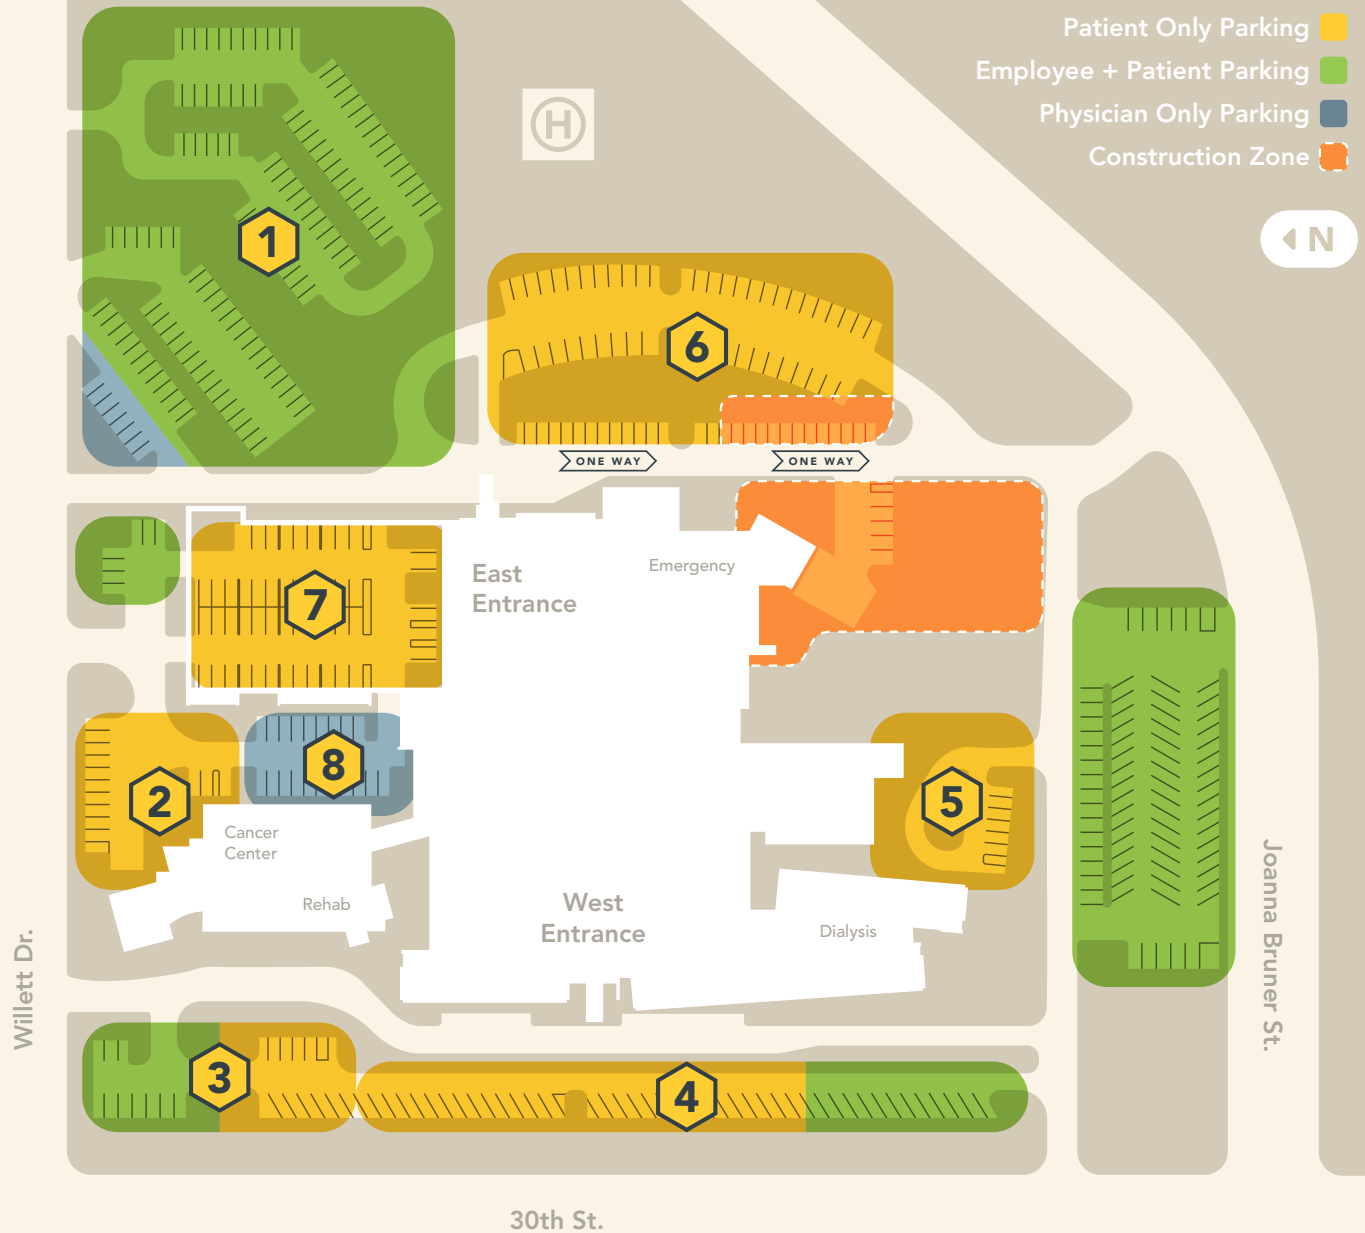 Patient Only Parking
Employee + Patient Parking
Physician Only Parking
Construction Zone
H
N
1
6
ONE WAY
ONE WAY
East
Entrance
Emergency
7
8
2
5
Cancer
Center
Rehab
West
Entrance
Dialysis
Willett Dr.
Joanna Bruner St.
3
4
30th St.